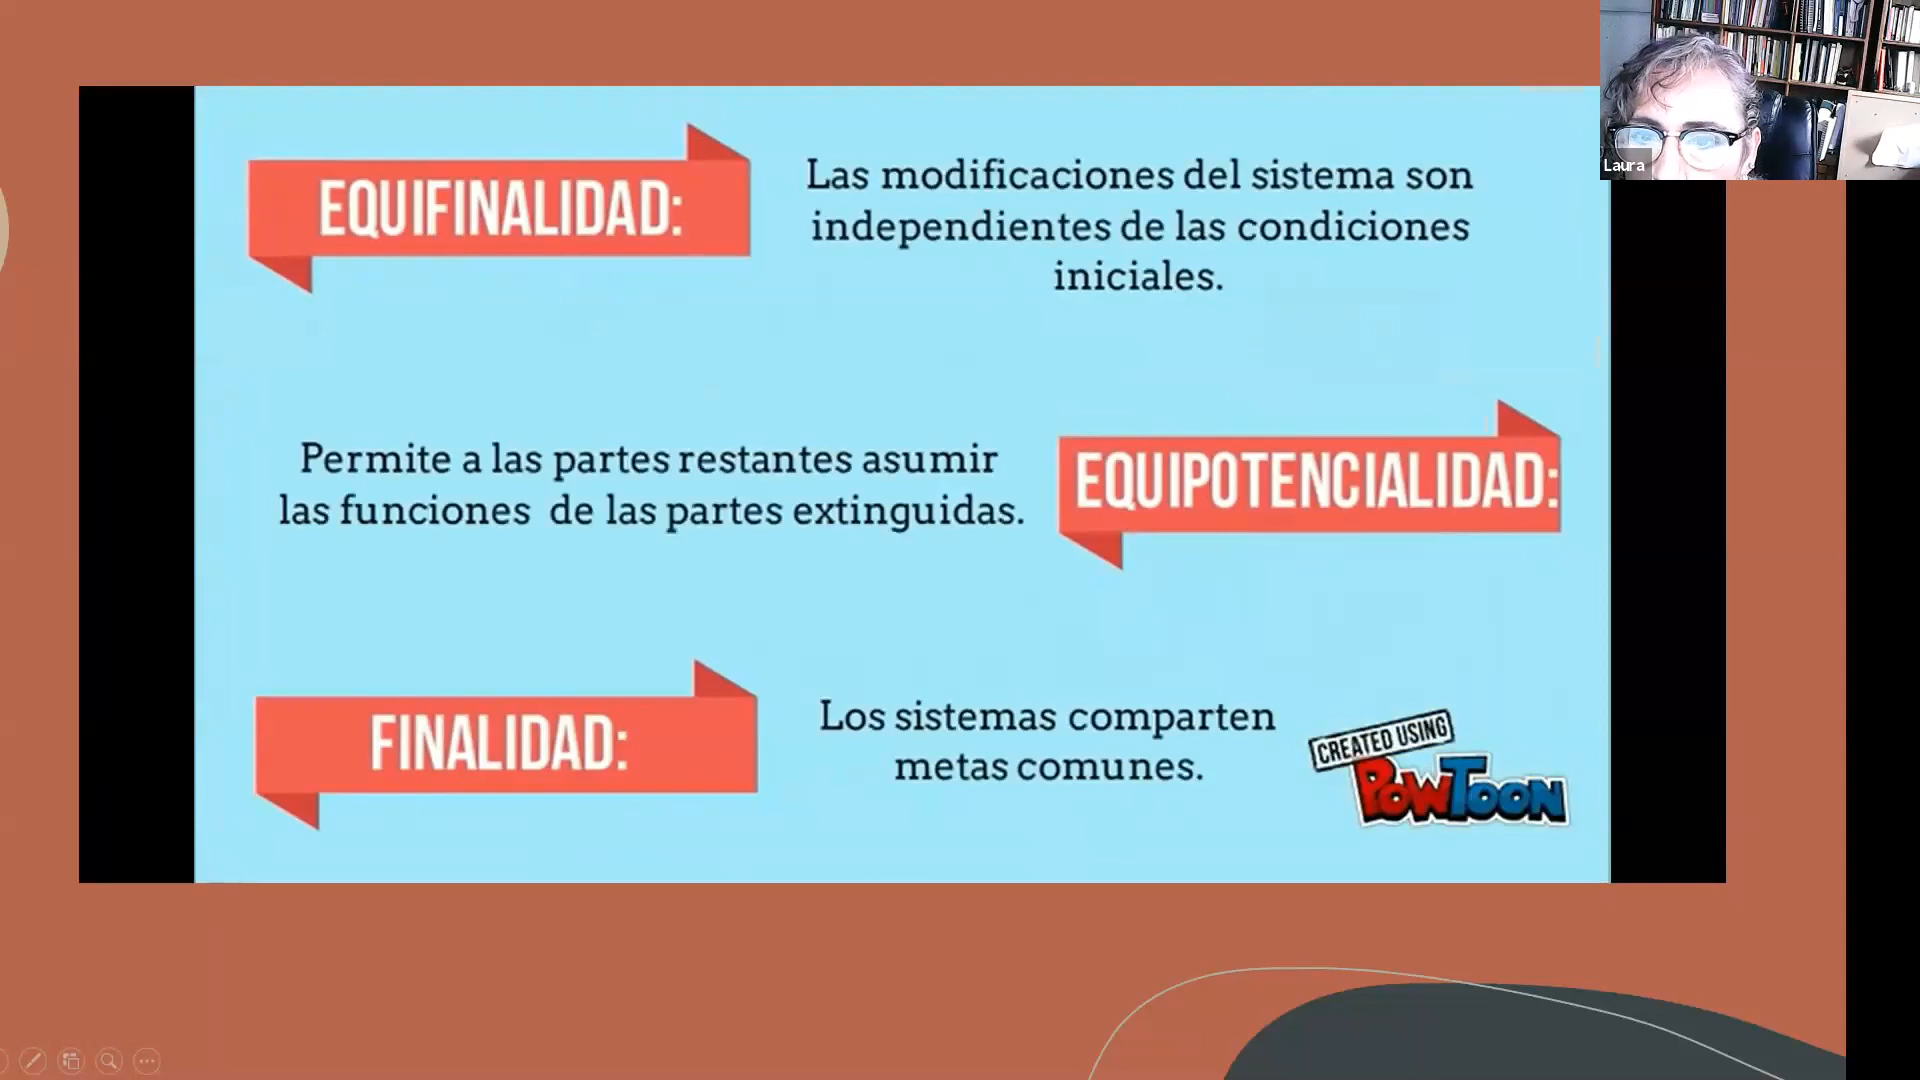 Laura
EQUIFINALIDAD:
Las modificaciones del sistema son
independientes de las condiciones
iniciales.
Permite a las partes restantes asumir
las funciones de las partes extinguidas.
EQUIPOTENCIALIDAD:
FINALIDAD:
Los sistemas comparten
metas comunes.
CREATED USING
POWTOON